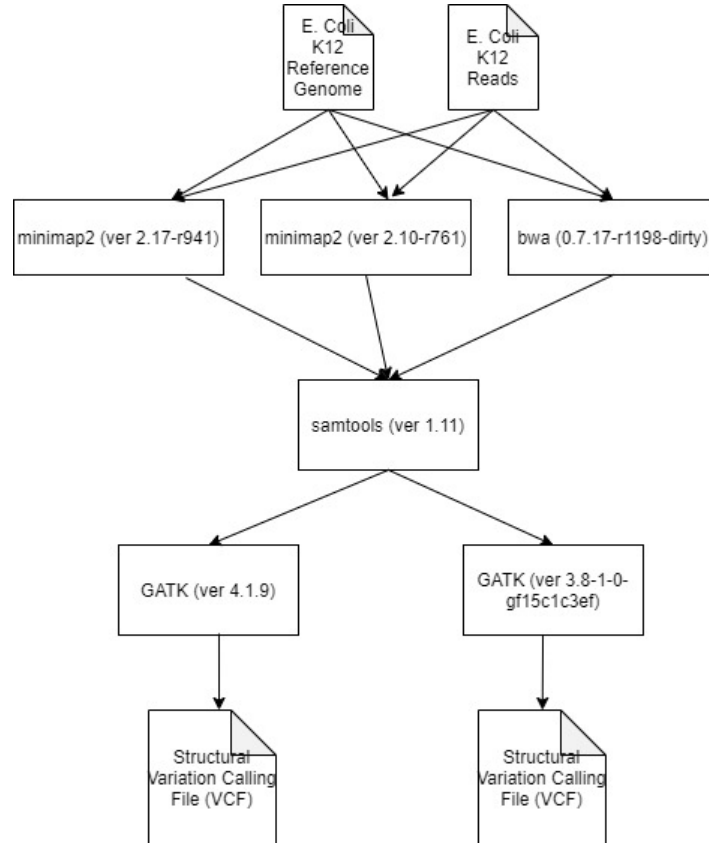 E. Coli
K12
Reference
Genome
E. Coli
K12
Reads
minimap2 (ver 2.17-r941)
minimap2 (ver 2.10-r761)
bwa (0.7.17-r1198-dirty)
samtools (ver 1.11)
GATK (ver 4.1.9)
GATK (ver 3.8-1-0-
gf15c1c3ef)
Structural
Variation Calling
File (VCF)
Structural
Variation Calling
File (VCF)